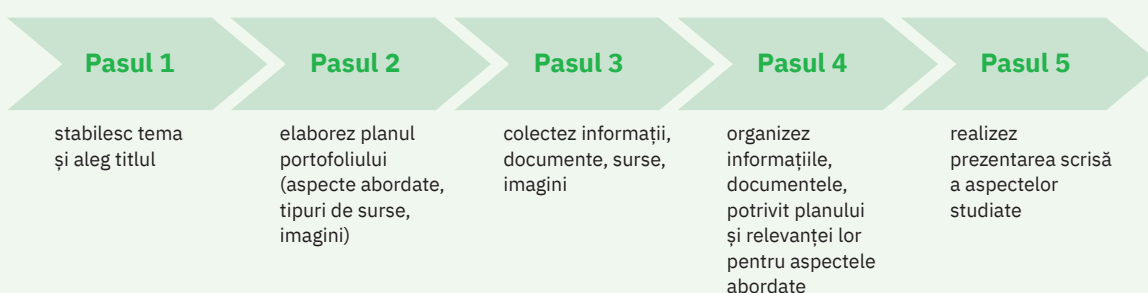 Pasul 1
stabilesc tema
și aleg titlul
Pasul 2
elaborez planul
portofoliului
(aspecte abordate,
tipuri de surse,
imagini)
Pasul 3
colectez informații,
documente, surse,
imagini
Pasul 4
organizez
informațiile,
documentele,
potrivit planului
și relevanței lor
pentru aspectele
abordate
Pasul 5
realizez
prezentarea scrisă
a aspectelor
studiate